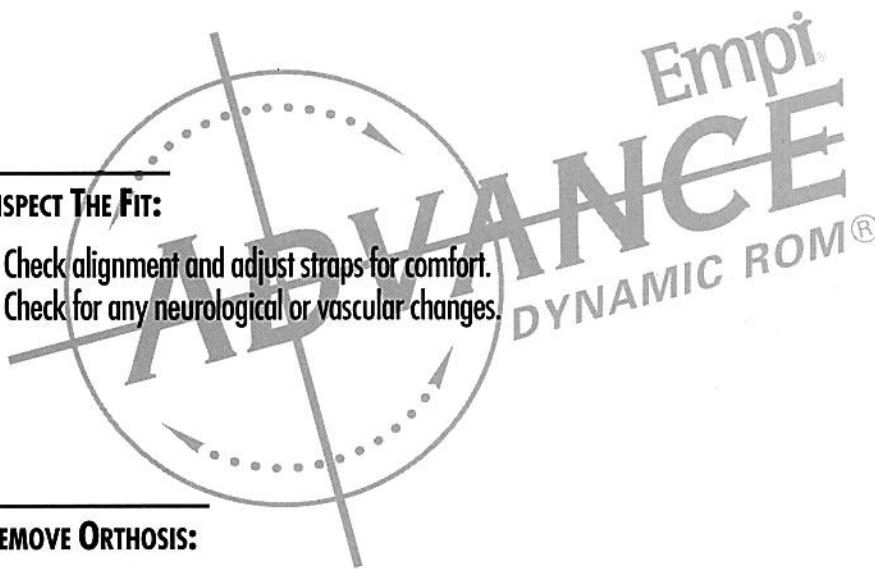 Empi®
ADVANCE
DYNAMIC ROM®
SPECT THE FIT:
Check alignment and adjust straps for comfort.
Check for any neurological or vascular changes.
EMOVE ORTHOSIS: